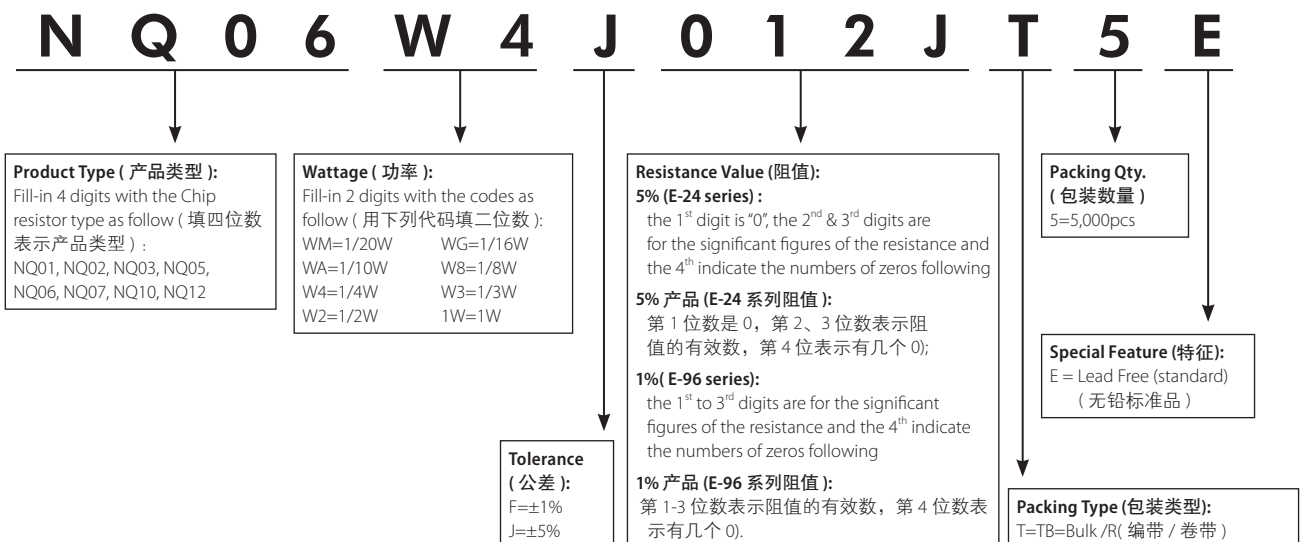 NQ06W4J012JT5E
Product Type ( 产品类型 ):
Fill-in 4 digits with the Chip
resistor type as follow ( 填四位数
表示产品类型 ) :
NQ01, NQ02, NQ03, NQ05,
NQ06, NQ07, NQ10, NQ12
Wattage ( 功率 ):
Fill-in 2 digits with the codes as
follow ( 用下列代码填二位数 ):
WM=1/20W WG=1/16W
WA=1/10W W8=1/8W
W4=1/4W W3=1/3W
W2=1/2W 1W=1W
Tolerance
( 公差 ):
F=±1%
J=±5%
Resistance Value (阻值):
5% (E-24 series) :
the 1st digit is “0”, the 2nd & 3rd digits are
for the significant figures of the resistance and
the 4th indicate the numbers of zeros following
5% 产品 (E-24 系列阻值 ):
第 1 位数是 0，第 2、3 位数表示阻
值的有效数，第 4 位表示有几个 0);
1%( E-96 series):
the 1st to 3rd digits are for the significant
figures of the resistance and the 4th indicate
the numbers of zeros following
1% 产品 (E-96 系列阻值 ):
第 1-3 位数表示阻值的有效数，第 4 位数表
示有几个 0).
Packing Qty.
( 包装数量 )
5=5,000pcs
Special Feature (特征):
E = Lead Free (standard)
( 无铅标准品 )
Packing Type (包装类型):
T=TB=Bulk /R( 编带 / 卷带 )